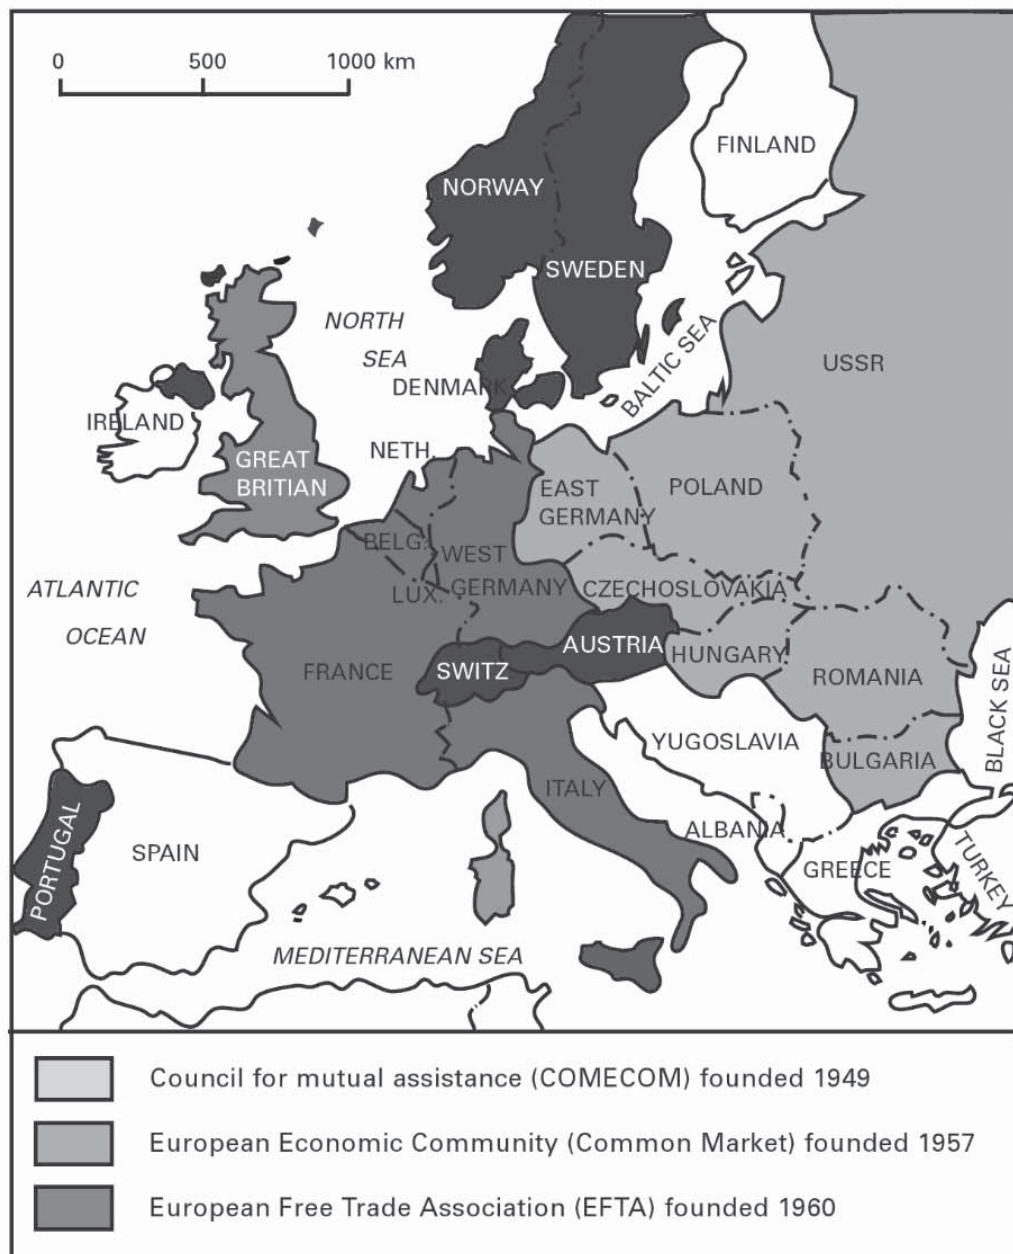 0 500 1000 km
FINLAND
NORWAY
SWEDEN
NORTH
SEA
BALTIC SEA
USSR
DENMARK
IRELAND
NETH.
GREAT
BRITIAN
EAST
GERMANY
POLAND
BELG.
WEST
GERMANY
LUX.
CZECHOSLOVAKIA
ATLANTIC
OCEAN
AUSTRIA
HUNGARY
FRANCE
SWITZ
ROMANIA
BLACK SEA
YUGOSLAVIA
BULGARIA
ITALY
ALBANIA
PORTUGAL
SPAIN
GREECE
TURKEY
MEDITERRANEAN SEA
Council for mutual assistance (COMECOM) founded 1949
European Economic Community (Common Market) founded 1957
European Free Trade Association (EFTA) founded 1960